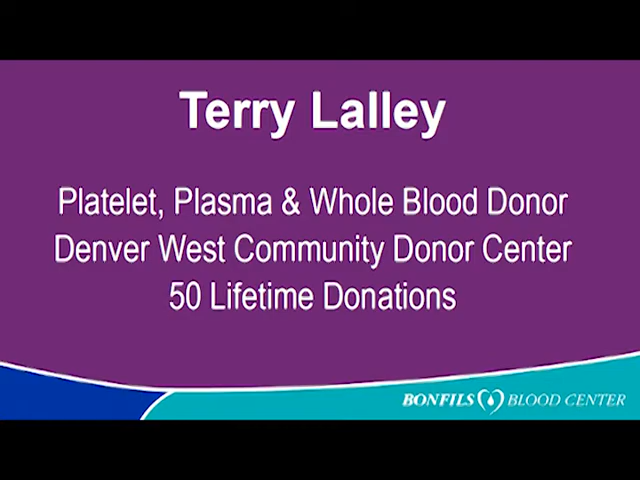 Terry Lalley
Platelet, Plasma & Whole Blood Donor
Denver West Community Donor Center
50 Lifetime Donations
BONFILS BLOOD CENTER